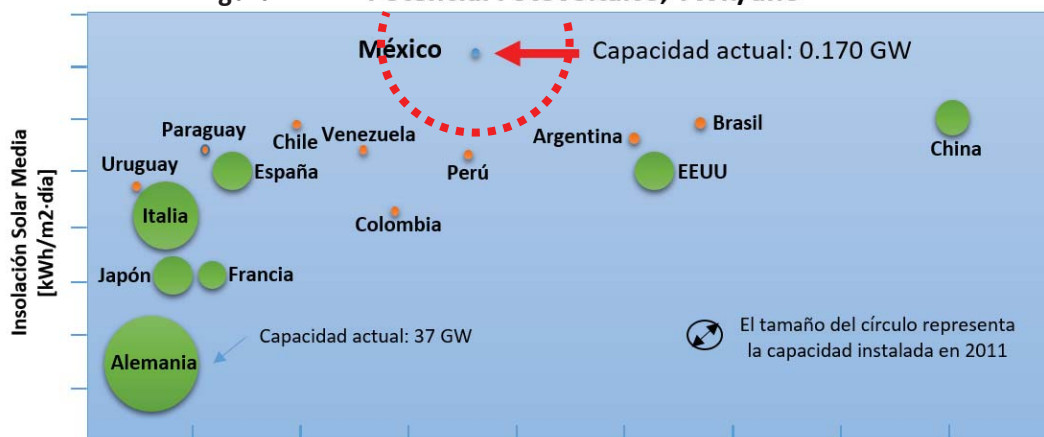 México
Capacidad actual: 0.170 GW
Paraguay
Chile
Venezuela
Argentina
Brasil
China
Uruguay
España
Perú
EEUU
Italia
Colombia
Japón
Francia
Alemania
Capacidad actual: 37 GW
El tamaño del círculo representa
la capacidad instalada en 2011
Insolación Solar Media
[kWh/m2·día]